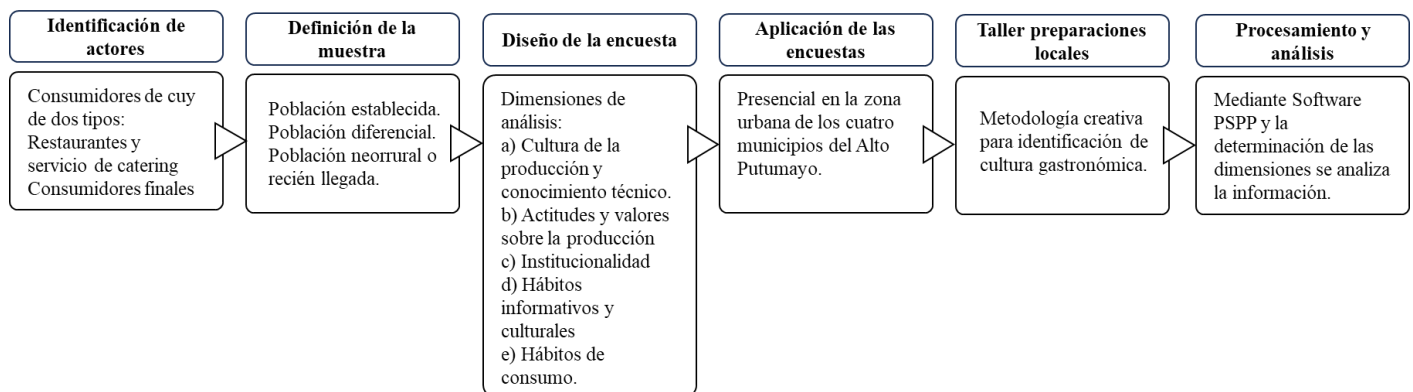 Identificación de
actores
Consumidores de cuy
de dos tipos:
Restaurantes y
servicio de catering
Consumidores finales
Definición de la
muestra
Población establecida.
Población diferencial.
Población neorrural o
recién llegada.
Diseño de la encuesta
Dimensiones de
análisis:
a) Cultura de la
producción y
conocimiento técnico.
b) Actitudes y valores
sobre la producción
c) Institucionalidad
d) Hábitos
informativos y
culturales
e) Hábitos de
consumo.
Aplicación de las
encuestas
Presencial en la zona
urbana de los cuatro
municipios del Alto
Putumayo.
Taller preparaciones
locales
Metodología creativa
para identificación de
cultura gastronómica.
Procesamiento y
análisis
Mediante Software
PSPP y la
determinación de las
dimensiones se analiza
la información.